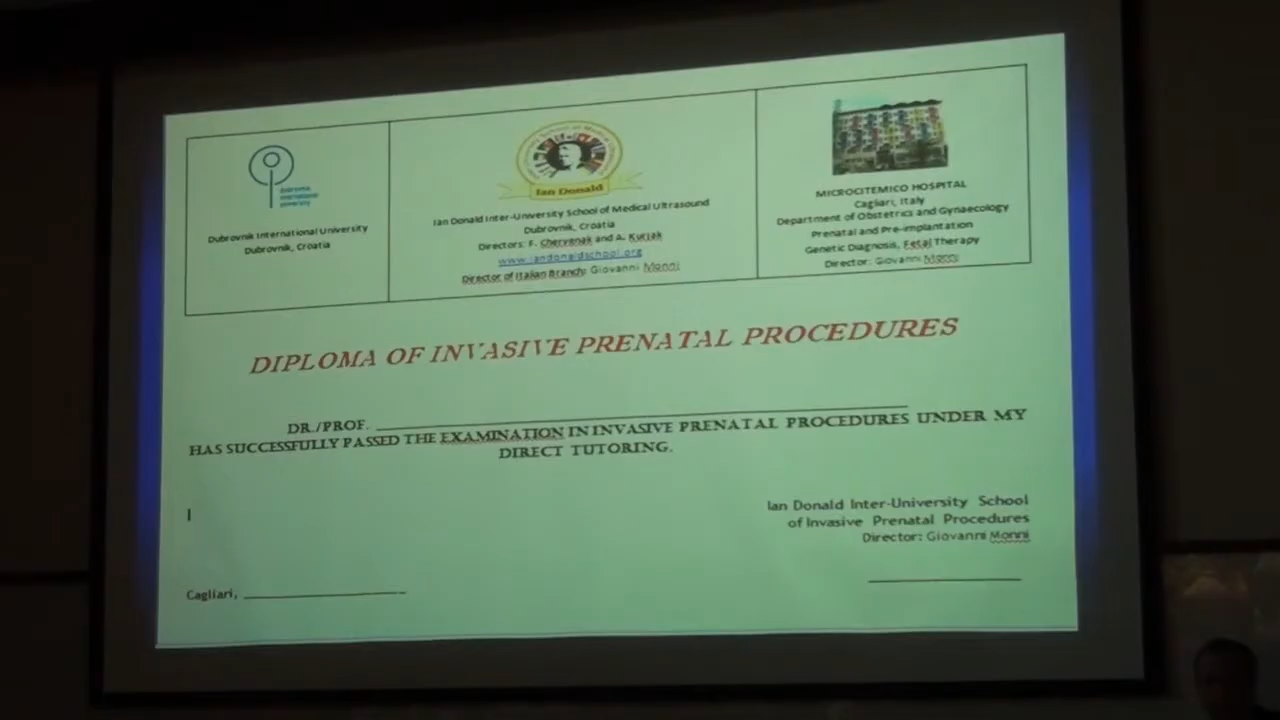 Dubrovnik International University
Dubrovnik International University
Dubrovnik, Croatia
Ian Donald
Ian Donald Inter-University School of Medical Ultrasound
Dubrovnik, Croatia
Directors: F. Chervenak and A. Kurjak
www.iandonaldschool.org
Director of Italian Branch: Giovanni Monni
MICROCITEMICO HOSPITAL
Cagliari, Italy
Department of Obstetrics and Gynaecology
Prenatal and Pre-implantation
Genetic Diagnosis, Fetal Therapy
Director: Giovanni Monni
DIPLOMA OF INVASIVE PRENATAL PROCEDURES
DR./PROF.
HAS SUCCESSFULLY PASSED THE EXAMINATION IN INVASIVE PRENATAL PROCEDURES UNDER MY
DIRECT TUTORING.
Ian Donald Inter-University School
of Invasive Prenatal Procedures
Director: Giovanni Monni
Cagliari,